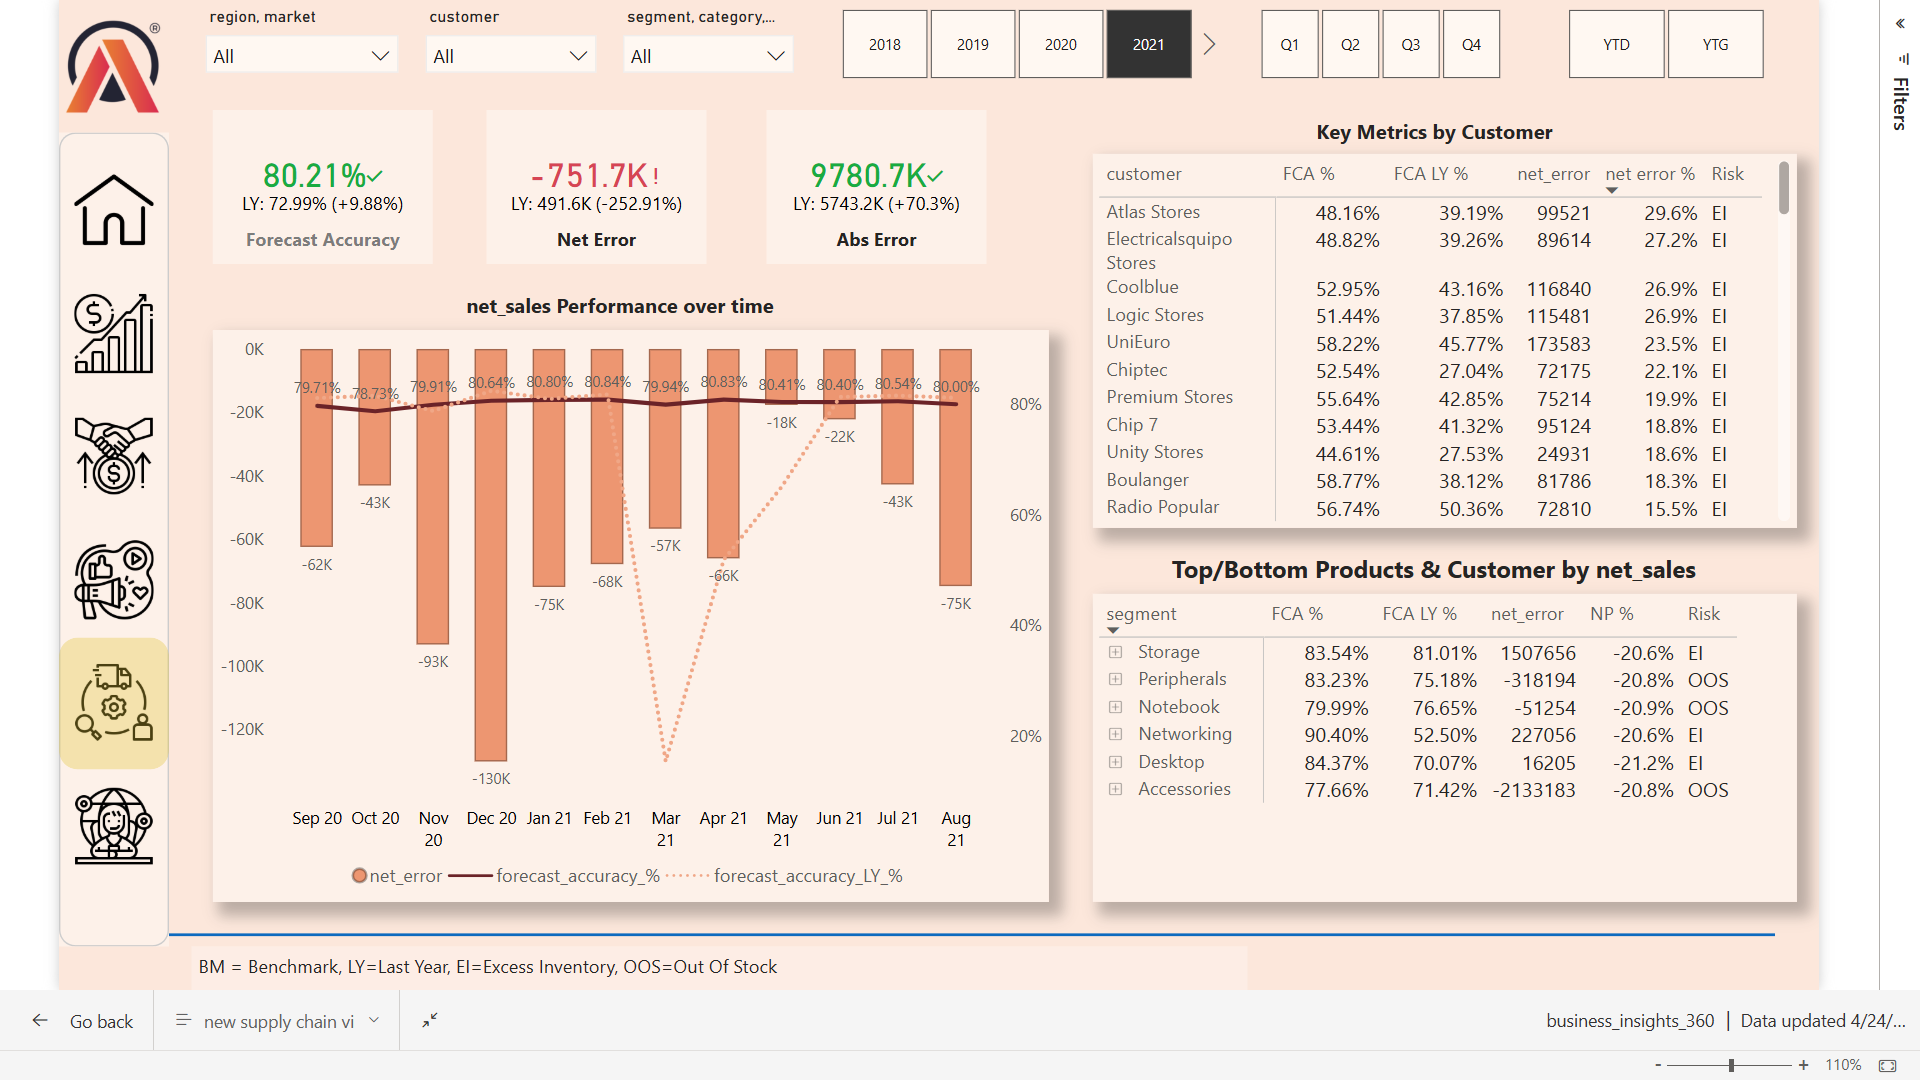 region, market
customer
segment, category,...
All
All
All
2018
2019
2020
2021
Q1
Q2
Q3
Q4
YTD
YTG
®
Filters
80.21%
LY: 72.99% (+9.88%)
Forecast Accuracy
-751.7K!
LY: 491.6K (-252.91%)
Net Error
9780.7K
LY: 5743.2K (+70.3%)
Abs Error
net_sales Performance over time
0K
-20K
-40K
-60K
-80K
-100K
-120K
79.71%
78.73%
79.91%
80.64%
80.80%
80.84%
79.94%
80.83%
80.41%
80.40%
80.54%
80.00%
-62K
-43K
-93K
-130K
-75K
-68K
-57K
-66K
-18K
-22K
-43K
-75K
80%
60%
40%
20%
Sep 20
Oct 20
Nov 20
Dec 20
Jan 21
Feb 21
Mar 21
Apr 21
May 21
Jun 21
Jul 21
Aug 21
net_error
forecast_accuracy_%
forecast_accuracy_LY_%
Key Metrics by Customer
customer FCA % FCA LY % net_error net error % Risk
Atlas Stores 48.16% 39.19% 99521 29.6% EI
Electricalsquipo Stores 48.82% 39.26% 89614 27.2% EI
Coolblue 52.95% 43.16% 116840 26.9% EI
Logic Stores 51.44% 37.85% 115481 26.9% EI
UniEuro 58.22% 45.77% 173583 23.5% EI
Chiptec 52.54% 27.04% 72175 22.1% EI
Premium Stores 55.64% 42.85% 75214 19.9% EI
Chip 7 53.44% 41.32% 95124 18.8% EI
Unity Stores 44.61% 27.53% 24931 18.6% EI
Boulanger 58.77% 38.12% 81786 18.3% EI
Radio Popular 56.74% 50.36% 72810 15.5% EI
Top/Bottom Products & Customer by net_sales
segment FCA % FCA LY % net_error NP % Risk
Storage 83.54% 81.01% 1507656 -20.6% EI
Peripherals 83.23% 75.18% -318194 -20.8% OOS
Notebook 79.99% 76.65% -51254 -20.9% OOS
Networking 90.40% 52.50% 227056 -20.6% EI
Desktop 84.37% 70.07% 16205 -21.2% EI
Accessories 77.66% 71.42% -2133183 -20.8% OOS
BM = Benchmark, LY=Last Year, EI=Excess Inventory, OOS=Out Of Stock
Go back
new supply chain vi
business_insights_360 | Data updated 4/24/...
- + 110%